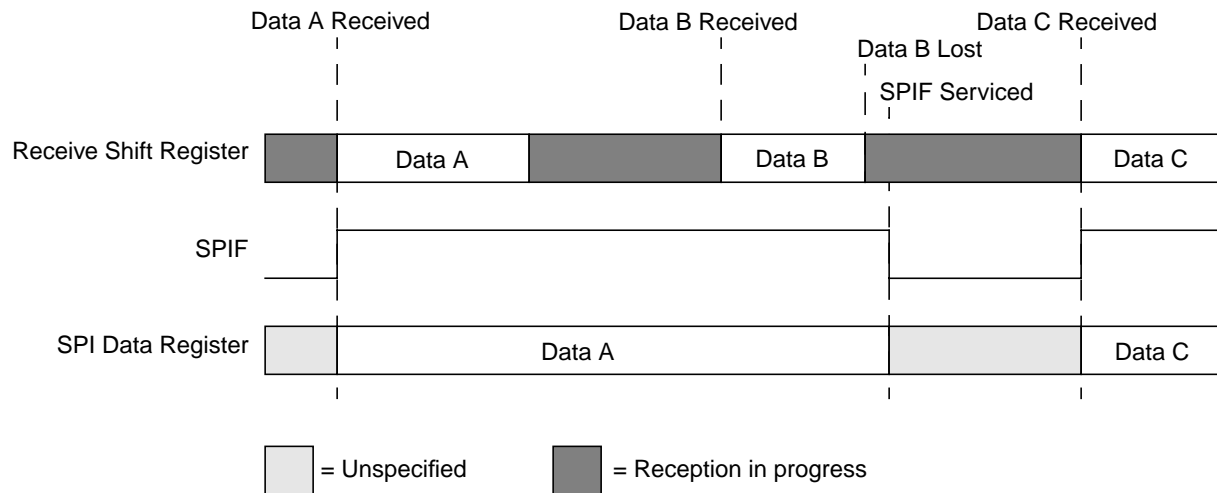 Data A Received
Data B Received
Data C Received
Data B Lost
SPIF Serviced
Receive Shift Register
Data A
Data B
Data C
SPIF
SPI Data Register
Data A
Data C
= Unspecified
= Reception in progress